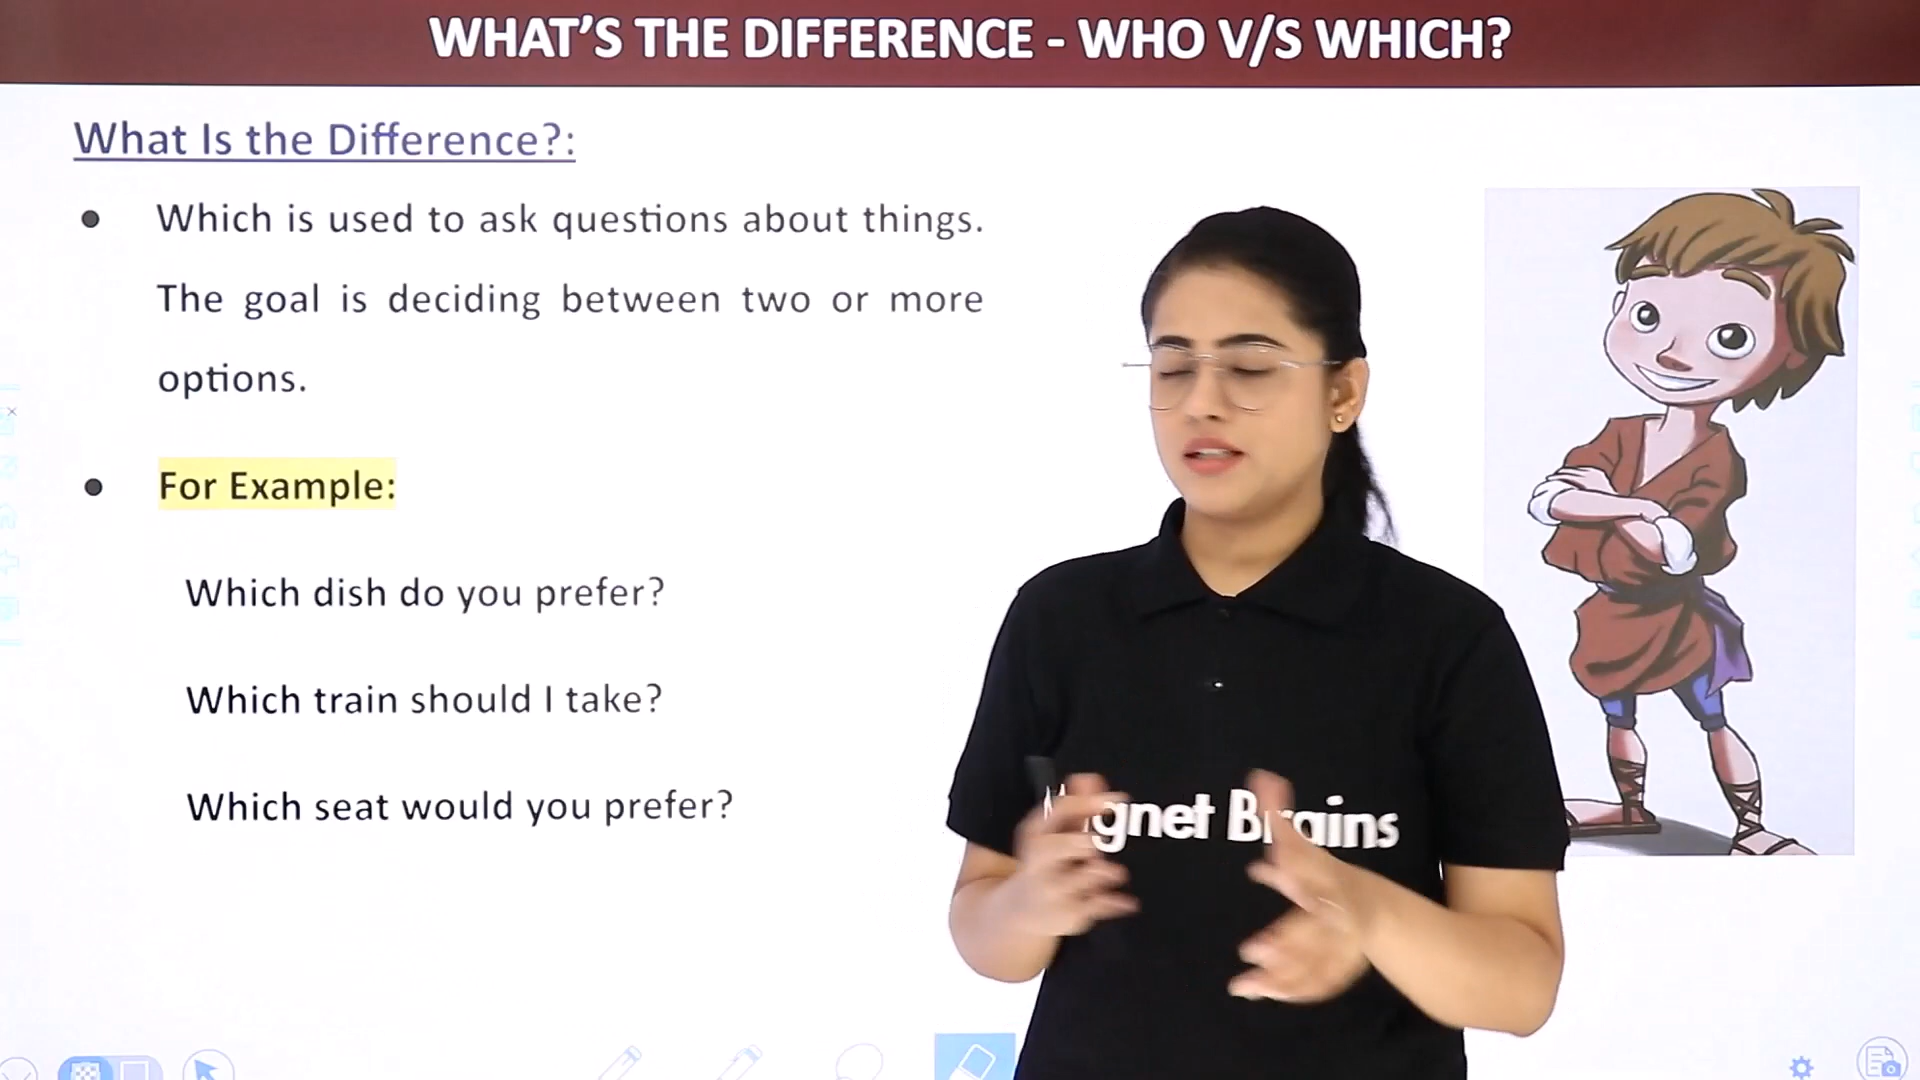 WHAT'S THE DIFFERENCE - WHO V/S WHICH?
What Is the Difference?:
● Which is used to ask questions about things.
The goal is deciding between two or more
options.
● For Example:
Which dish do you prefer?
Which train should I take?
Which seat would you prefer?
gnet Brains